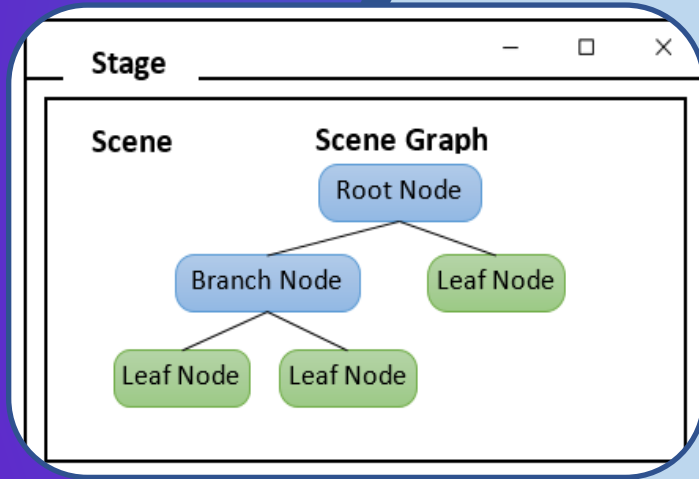 Stage
Scene
Scene Graph
Root Node
Branch Node
Leaf Node
Leaf Node
Leaf Node